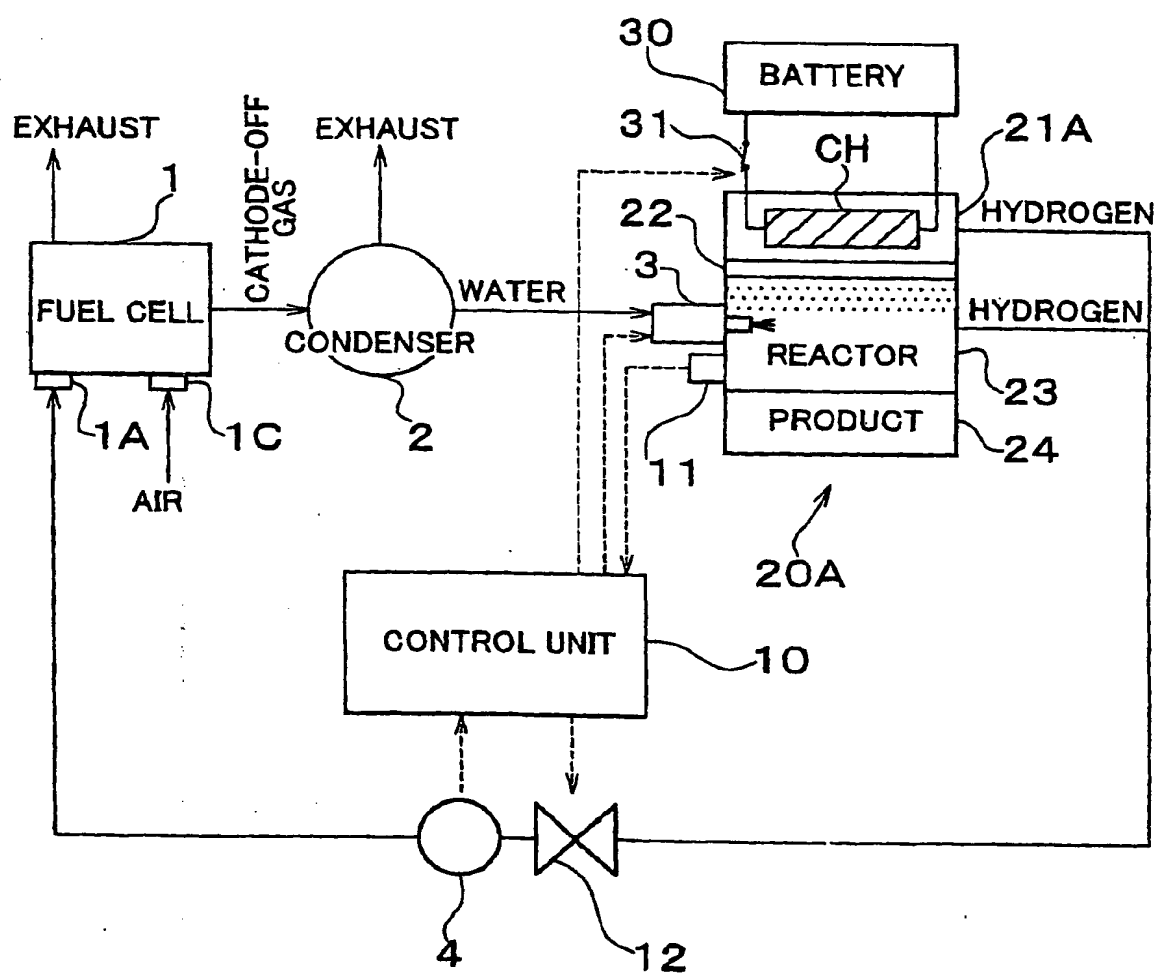 30
BATTERY
EXHAUST
EXHAUST
31
21A
CH
1
CATHODE-OFF
GAS
HYDROGEN
22
3
WATER
FUEL CELL
CONDENSER
HYDROGEN
REACTOR
23
1A
1C
2
PRODUCT
11
24
AIR
20A
CONTROL UNIT
10
4
12